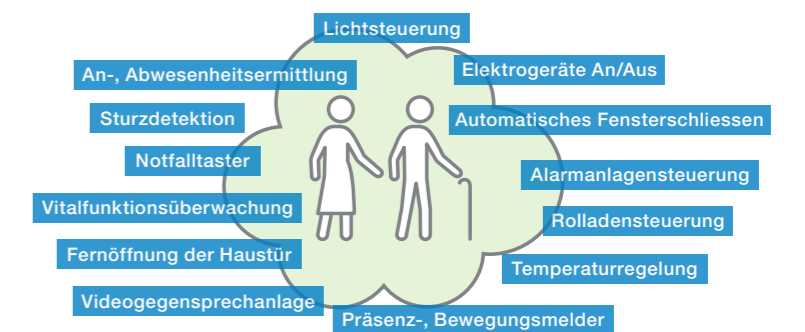 Lichtsteuerung
An-, Abwesenheitsermittlung
Elektrogeräte An/Aus
Sturzdetektion
Automatisches Fensterschliessen
Notfalltaster
Alarmanlagensteuerung
Vitalfunktionsüberwachung
Rolladensteuerung
Fernöffnung der Haustür
Temperaturregelung
Videogegensprechanlage
Präsenz-, Bewegungsmelder